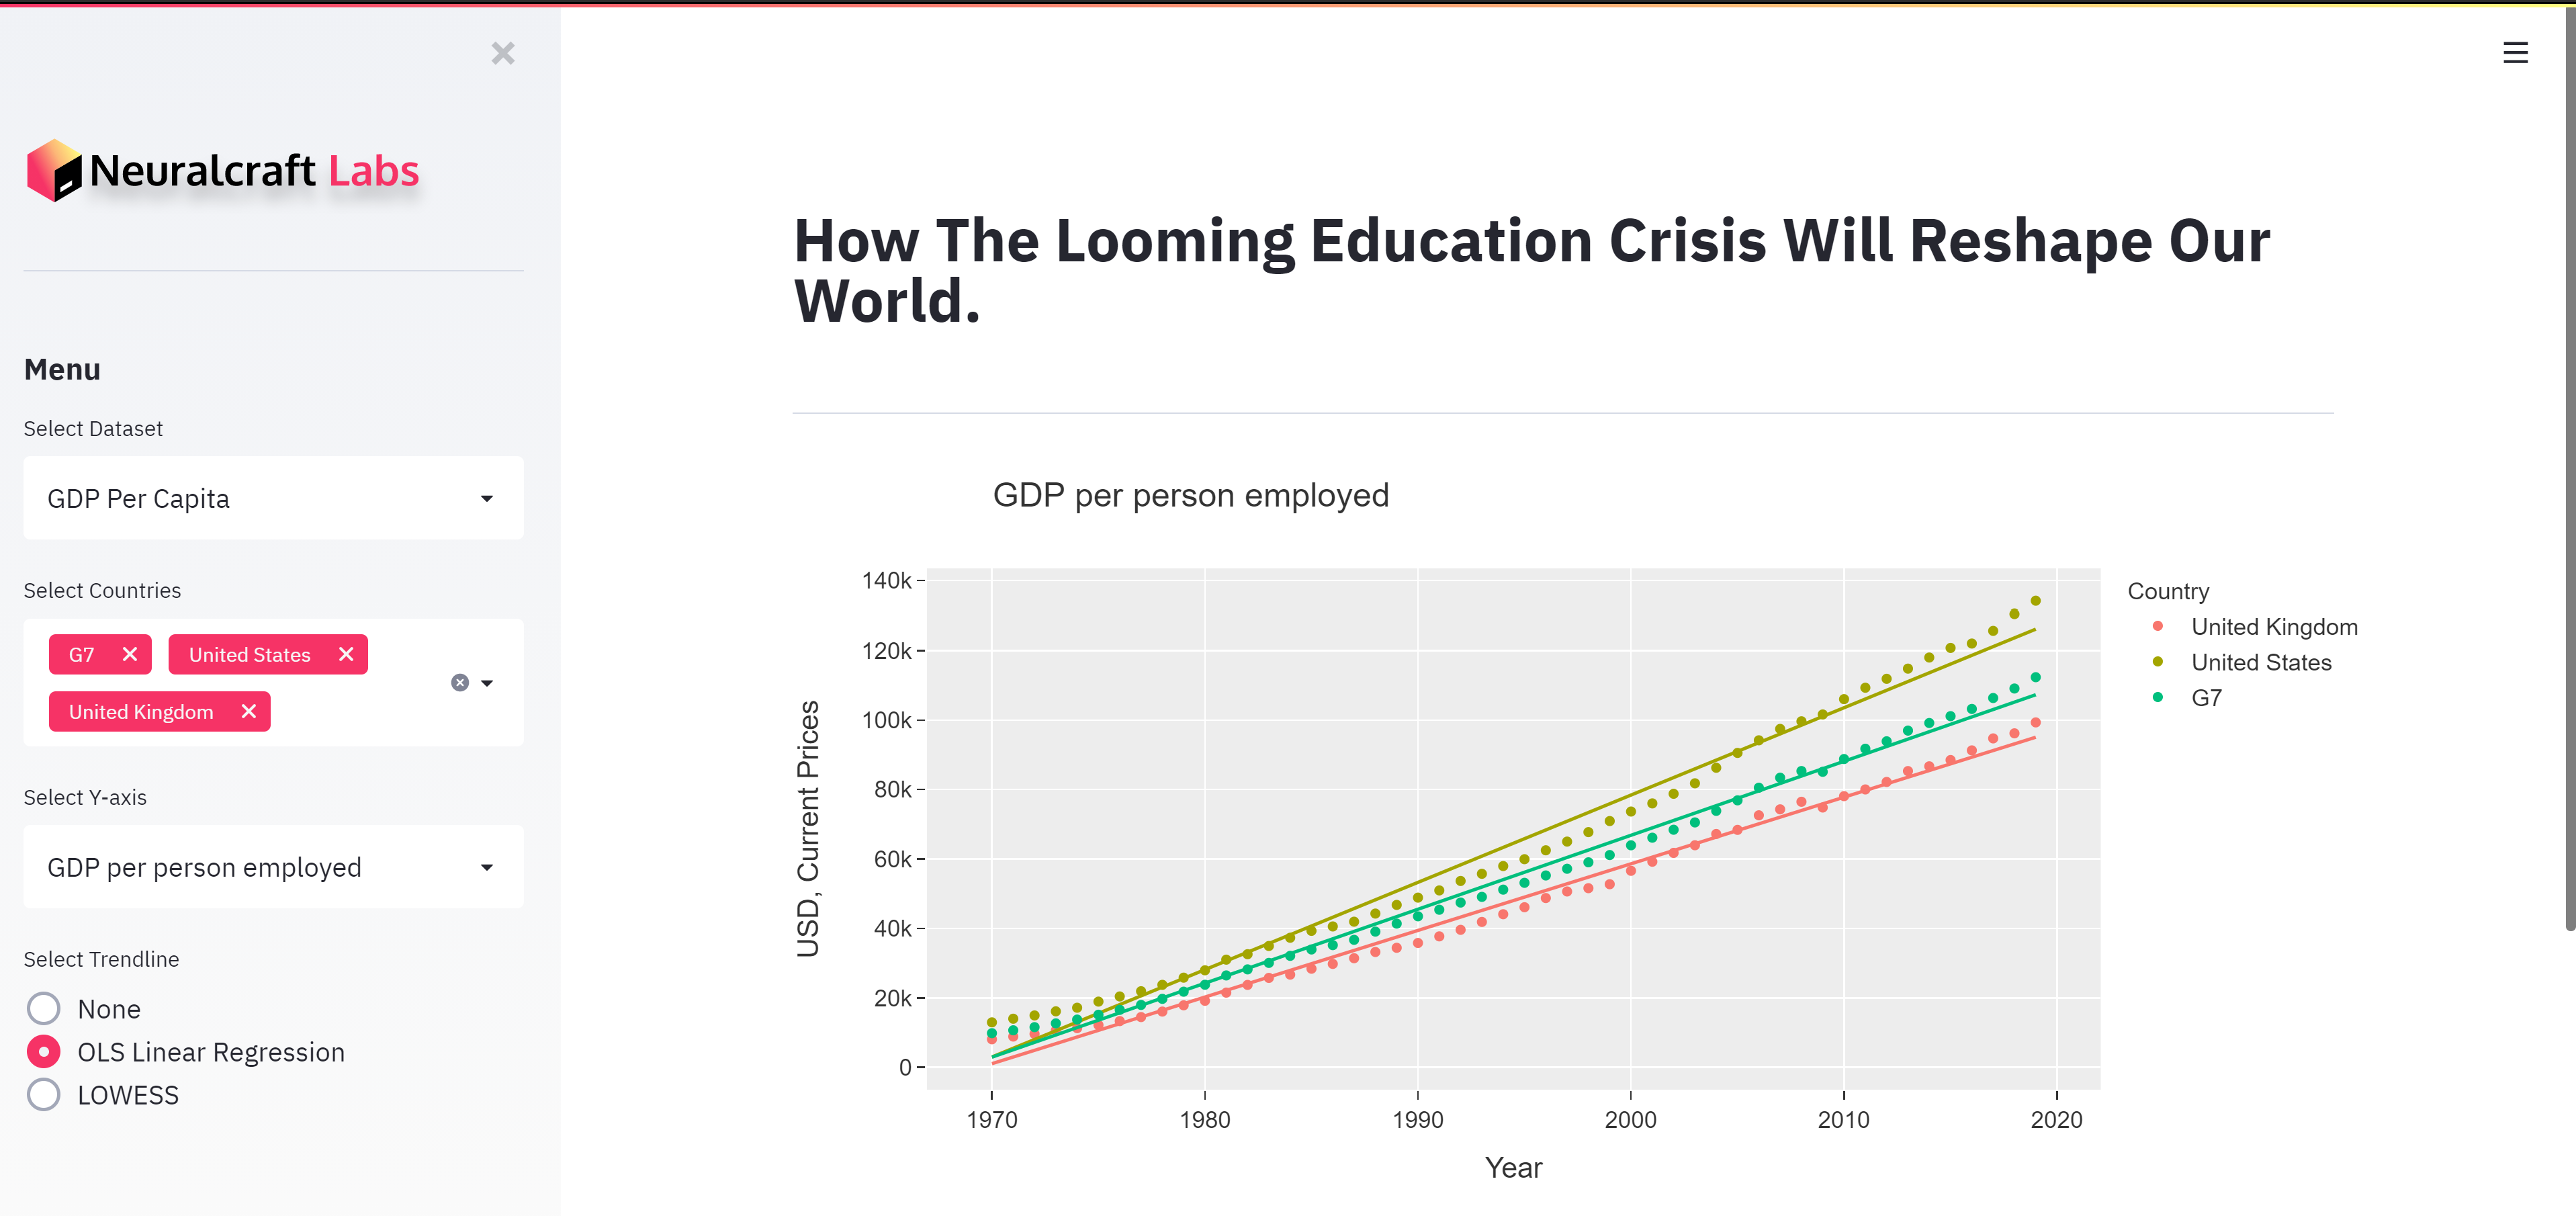 Neuralcraft Labs
Menu
Select Dataset
GDP Per Capita
Select Countries
G7
United States
United Kingdom
Select Y-axis
GDP per person employed
Select Trendline
None
OLS Linear Regression
LOWESS
How The Looming Education Crisis Will Reshape Our
World.
GDP per person employed
USD, Current Prices
140k
120k
100k
80k
60k
40k
20k
0
1970
1980
1990
2000
2010
2020
Year
Country
United Kingdom
United States
G7